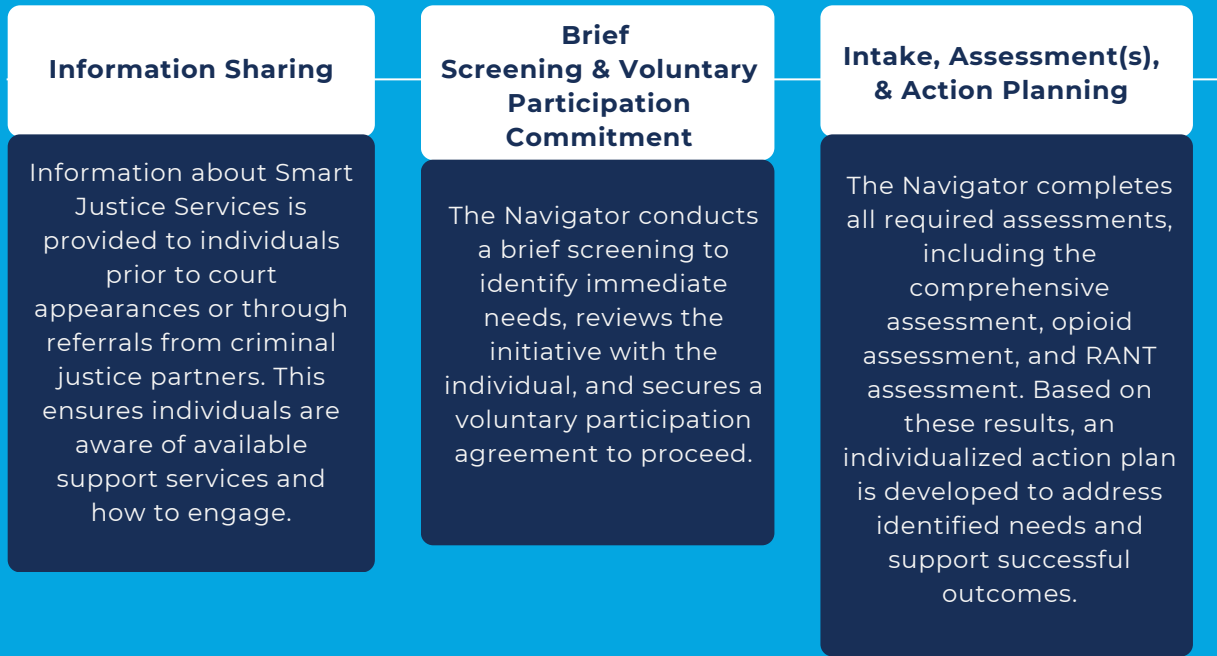 Information Sharing
Information about Smart
Justice Services is
provided to individuals
prior to court
appearances or through
referrals from criminal
justice partners. This
ensures individuals are
aware of available
support services and
how to engage.
Brief
Screening & Voluntary
Participation
Commitment
The Navigator conducts
a brief screening to
identify immediate
needs, reviews the
initiative with the
individual, and secures a
voluntary participation
agreement to proceed.
Intake, Assessment(s),
& Action Planning
The Navigator completes
all required assessments,
including the
comprehensive
assessment, opioid
assessment, and RANT
assessment. Based on
these results, an
individualized action plan
is developed to address
identified needs and
support successful
outcomes.